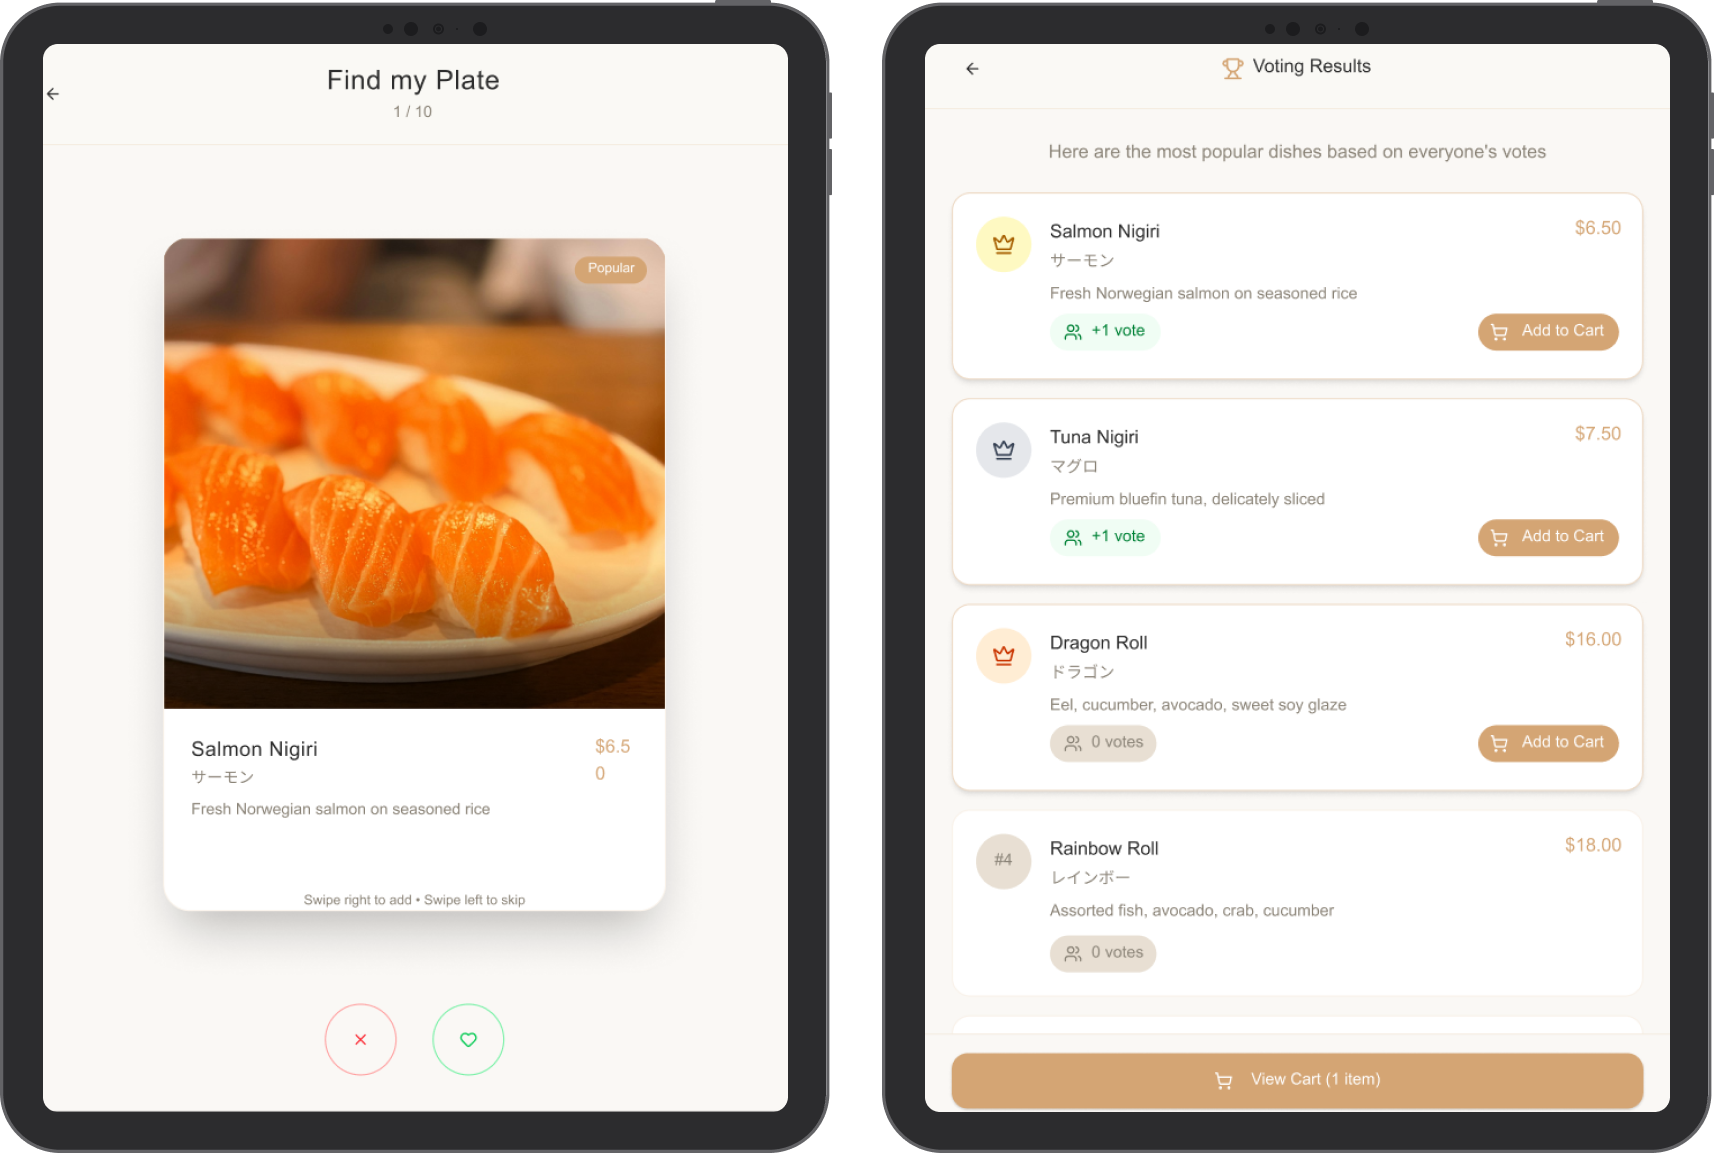 Find my Plate
1 / 10
Popular
Salmon Nigiri
$6.5
0
サーモン
Fresh Norwegian salmon on seasoned rice
Swipe right to add • Swipe left to skip
Voting Results
Here are the most popular dishes based on everyone's votes
Salmon Nigiri
$6.50
サーモン
Fresh Norwegian salmon on seasoned rice
+1 vote
Add to Cart
Tuna Nigiri
$7.50
マグロ
Premium bluefin tuna, delicately sliced
+1 vote
Add to Cart
Dragon Roll
$16.00
ドラゴン
Eel, cucumber, avocado, sweet soy glaze
0 votes
Add to Cart
#4
Rainbow Roll
$18.00
レインボー
Assorted fish, avocado, crab, cucumber
0 votes
View Cart (1 item)